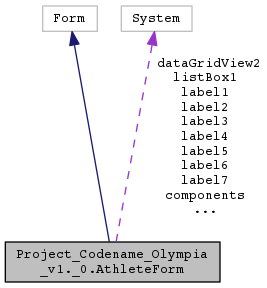 Form
System
dataGridView2
listBox1
label1
label2
label3
label4
label5
label6
label7
components
...
Project_Codename_Olympia
_v1._0.AthleteForm